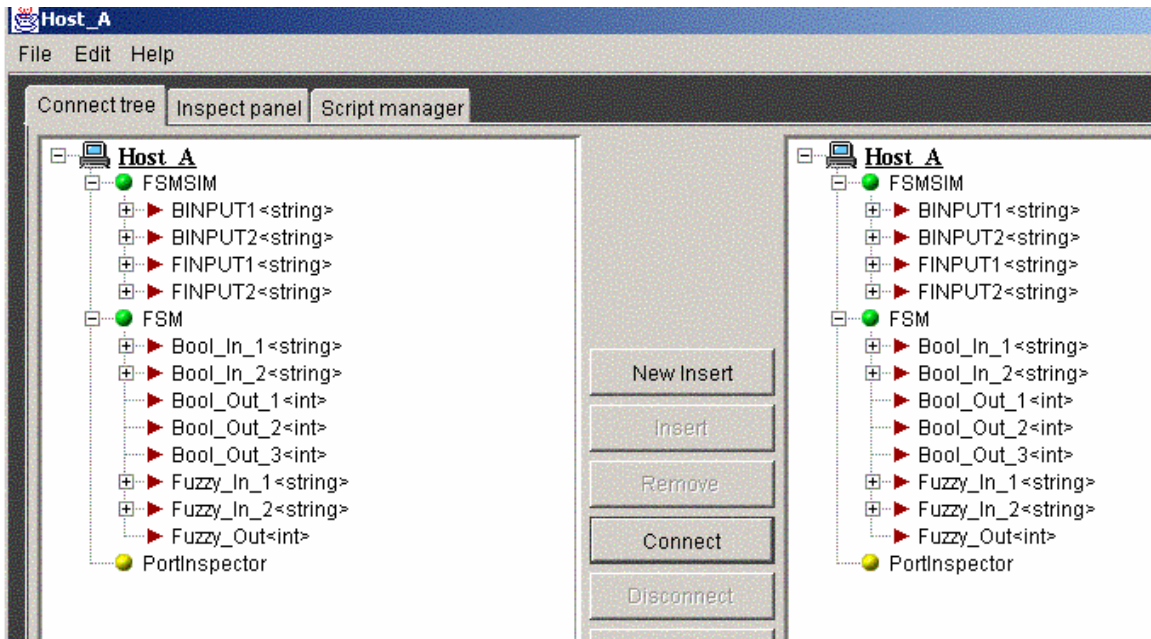 Host_A
File Edit Help
Connect tree Inspect panel Script manager
Host_A
FSMSIM
BINPUT1<string>
BINPUT2<string>
FINPUT1<string>
FINPUT2<string>
FSM
Bool_In_1<string>
Bool_In_2<string>
Bool_Out_1<int>
Bool_Out_2<int>
Bool_Out_3<int>
Fuzzy_In_1<string>
Fuzzy_In_2<string>
Fuzzy_Out<int>
PortInspector
New Insert
Insert
Remove
Connect
Disconnect
Host_A
FSMSIM
BINPUT1<string>
BINPUT2<string>
FINPUT1<string>
FINPUT2<string>
FSM
Bool_In_1<string>
Bool_In_2<string>
Bool_Out_1<int>
Bool_Out_2<int>
Bool_Out_3<int>
Fuzzy_In_1<string>
Fuzzy_In_2<string>
Fuzzy_Out<int>
PortInspector